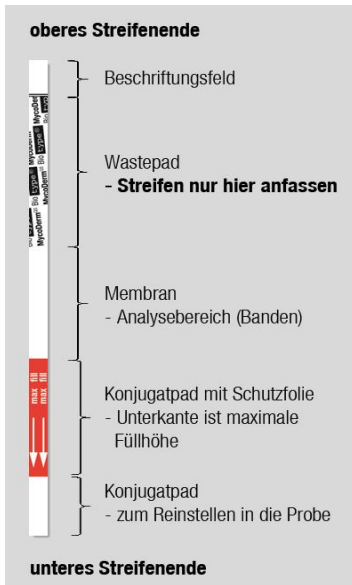 oberes Streifenende
Beschriftungsfeld
Wastepad
- Streifen nur hier anfassen
Membran
- Analysebereich (Banden)
max fill
max fill
Konjugatpad mit Schutzfolie
- Unterkante ist maximale
Füllhöhe
Konjugatpad
- zum Reinstellen in die Probe
unteres Streifenende